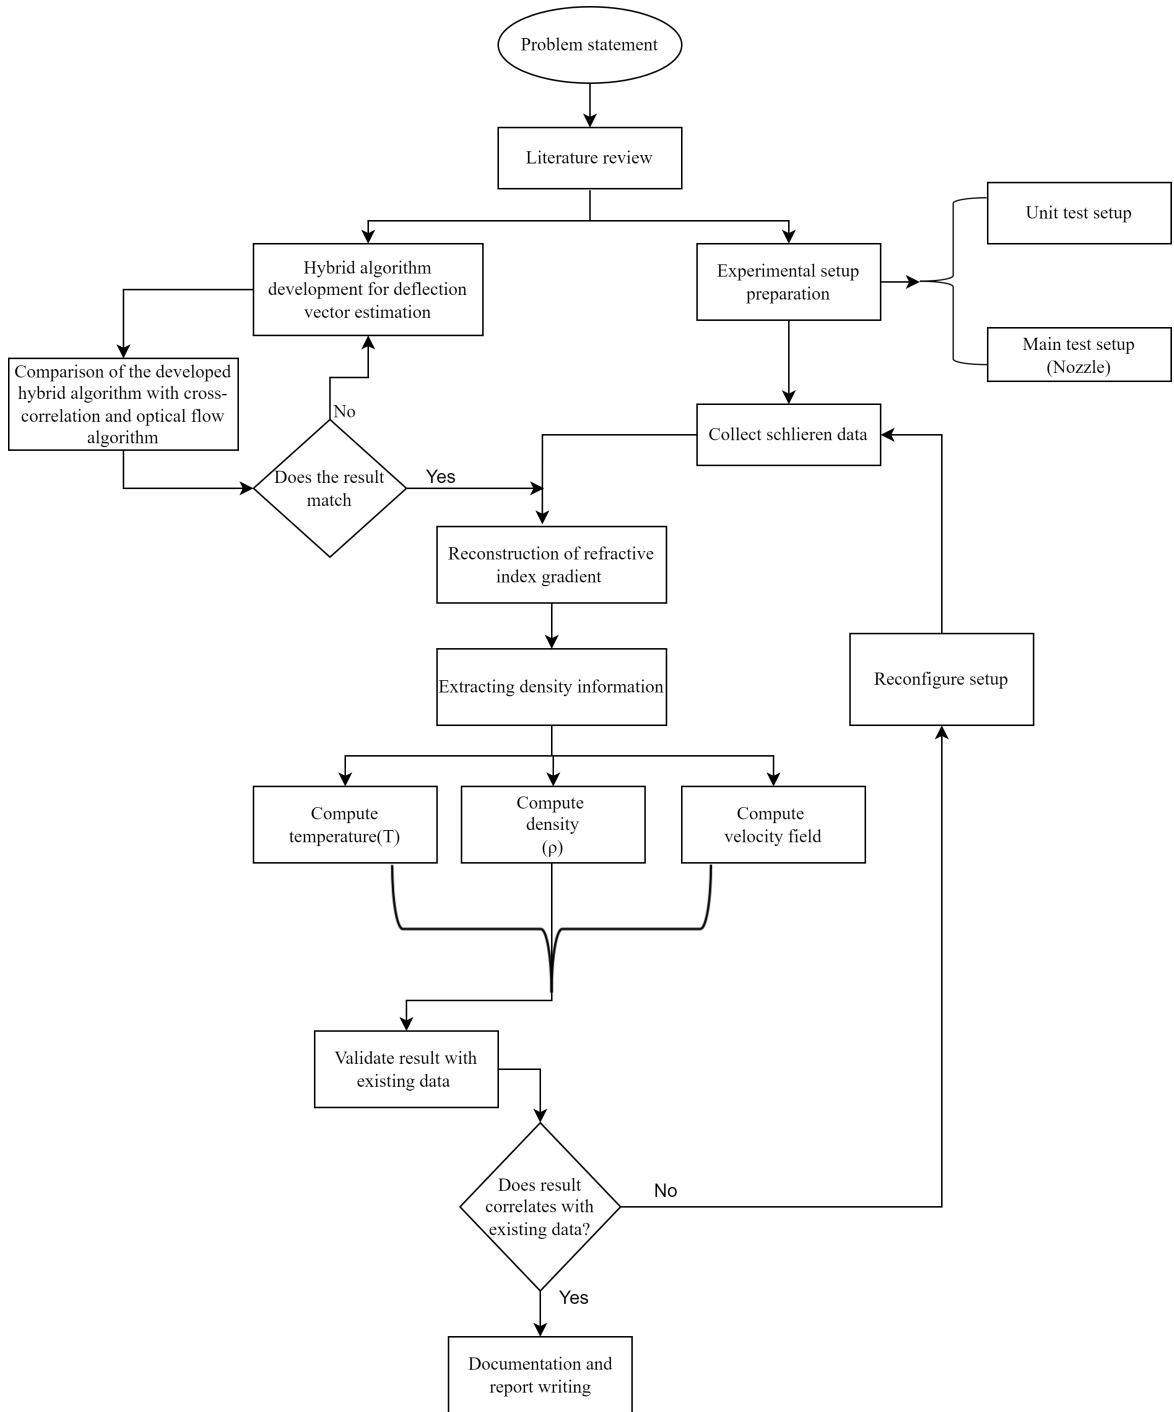 Problem statement
Literature review
Unit test setup
Hybrid algorithm
development for deflection
vector estimation
Experimental setup
preparation
Main test setup
(Nozzle)
Comparison of the developed
hybrid algorithm with cross-
correlation and optical flow
algorithm
No
Collect schlieren data
Does the result
match
Yes
Reconstruction of refractive
index gradient
Extracting density information
Reconfigure setup
Compute
temperature(T)
Compute
density
(ρ)
Compute
velocity field
Validate result with
existing data
Does result
correlates with
existing data?
No
Yes
Documentation and
report writing